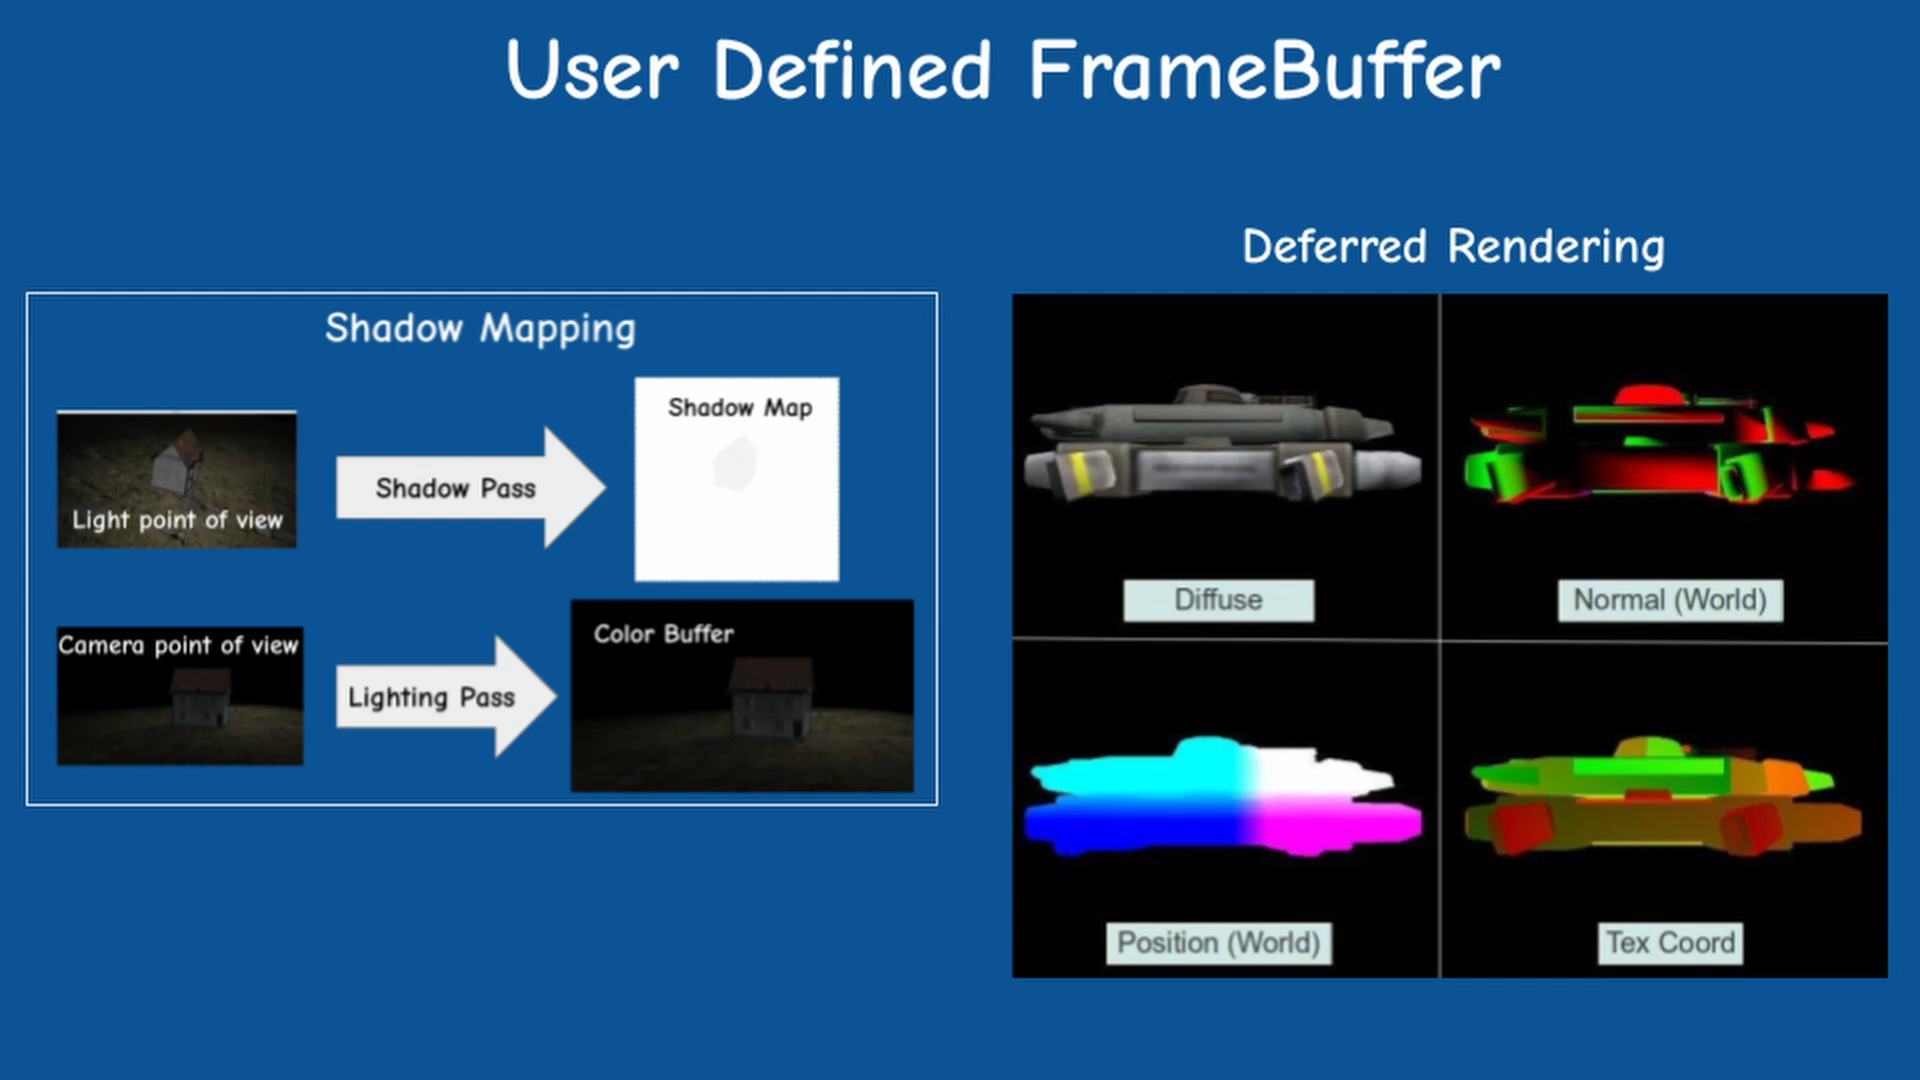 User Defined FrameBuffer
Shadow Mapping
Light point of view
Shadow Pass
Shadow Map
Camera point of view
Lighting Pass
Color Buffer
Deferred Rendering
Diffuse
Normal (World)
Position (World)
Tex Coord